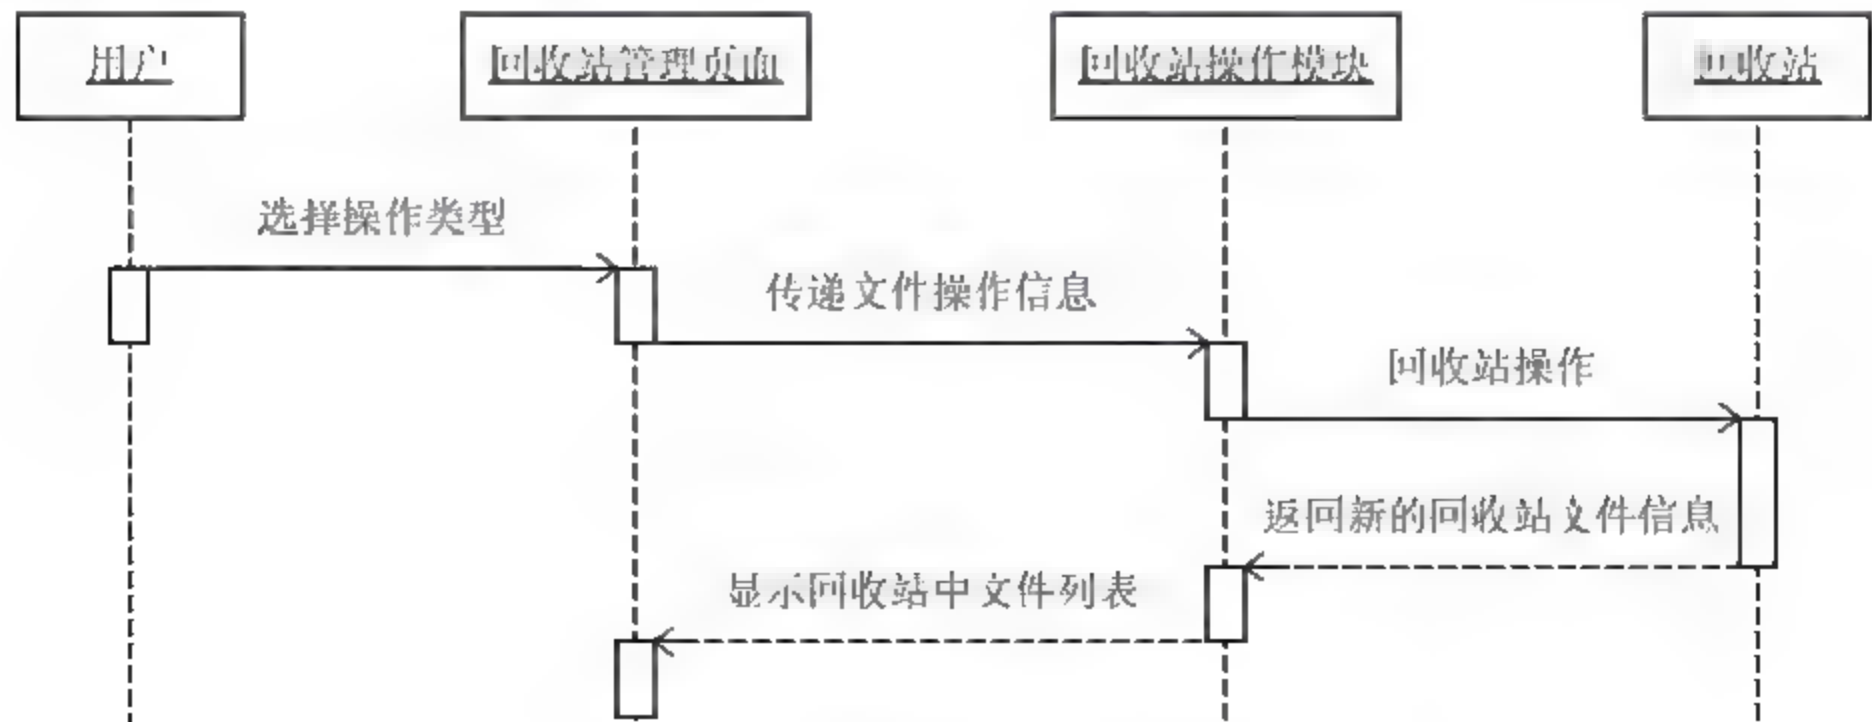 用户
回收站管理页面
回收站操作模块
回收站
选择操作类型
传递文件操作信息
回收站操作
返回新的回收站文件信息
显示回收站中文件列表